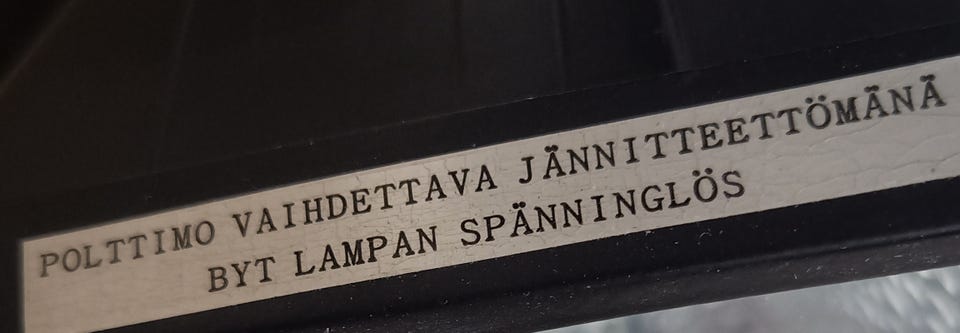 POLTTIMO VAIHDETTAVA JÄNNITTEETTÖMÄNÄ
BYT LAMPAN SPÄNNINGLÖS